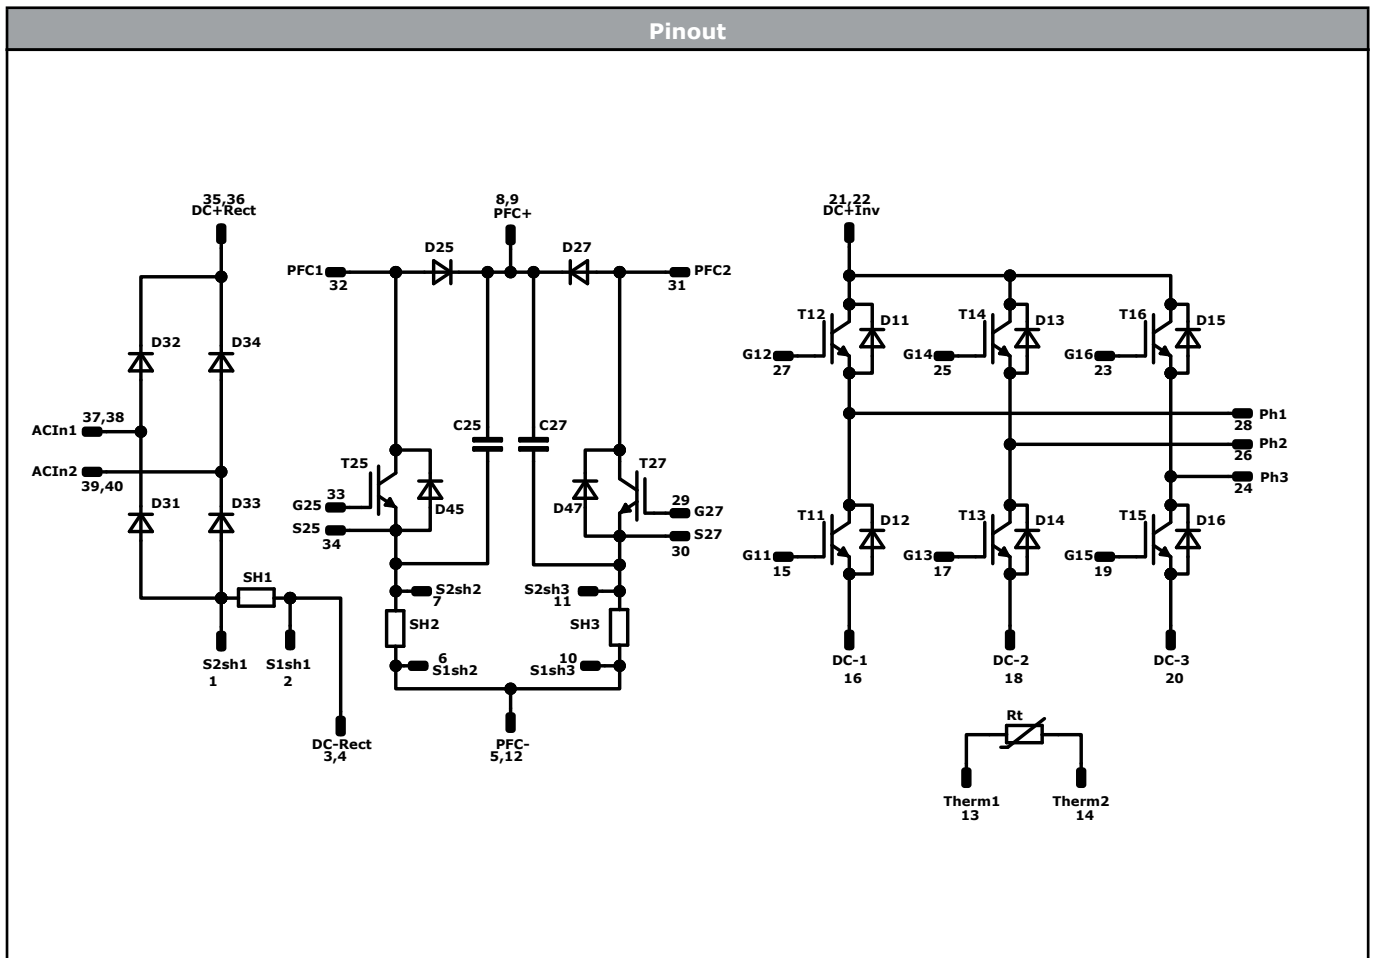 Pinout
35,36
DC+Rect
D32
D34
37,38
ACIn1
ACIn2
39,40
D31
D33
SH1
S2sh1
1
S1sh1
2
DC-Rect
3,4
8,9
PFC+
D25
D27
PFC1
32
PFC2
31
C25
C27
T25
T27
33
G25
D45
D47
29
G27
S25
34
S27
30
S2sh2
7
S2sh3
11
SH2
SH3
6
S1sh2
10
S1sh3
PFC-
5,12
21,22
DC+Inv
T12
D11
T14
D13
T16
D15
G12
27
G14
25
G16
23
Ph1
28
Ph2
26
Ph3
24
T11
D12
T13
D14
T15
D16
G11
15
G13
17
G15
19
DC-1
16
DC-2
18
DC-3
20
Rt
Therm1
13
Therm2
14